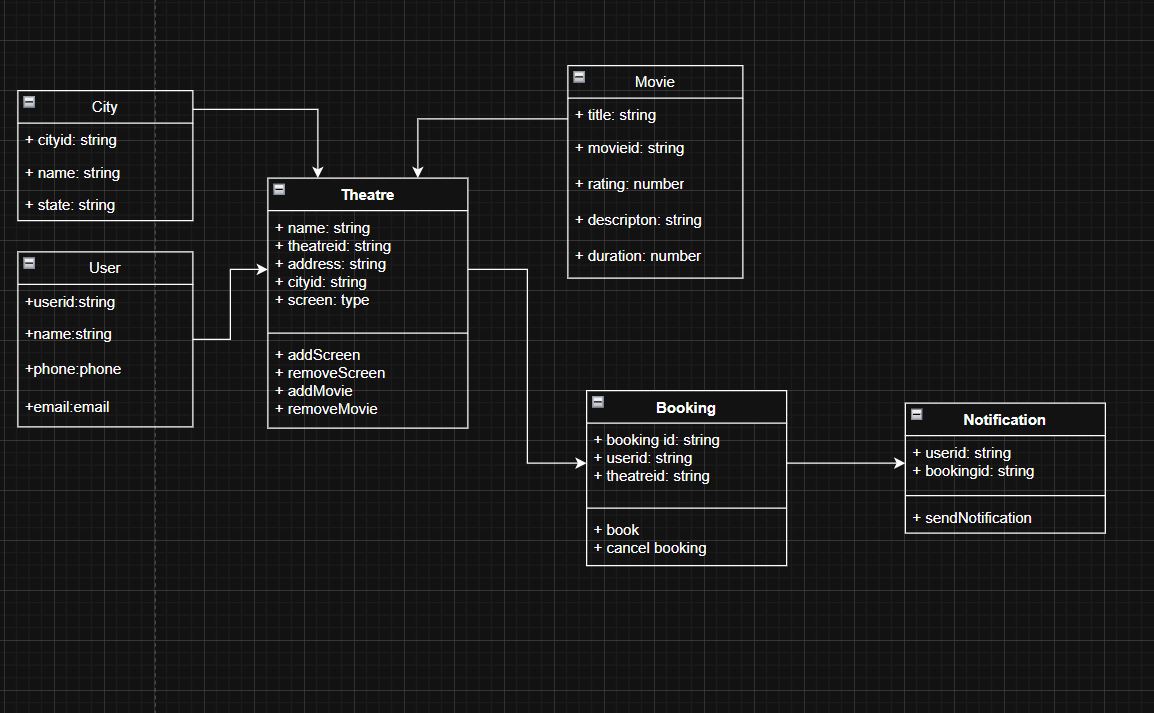 City
+ cityid: string
+ name: string
+ state: string
User
+userid:string
+name:string
+phone:phone
+email:email
Theatre
+ name: string
+ theatreid: string
+ address: string
+ cityid: string
+ screen: type
+ addScreen
+ removeScreen
+ addMovie
+ removeMovie
Movie
+ title: string
+ movieid: string
+ rating: number
+ descripton: string
+ duration: number
Booking
+ booking id: string
+ userid: string
+ theatreid: string
+ book
+ cancel booking
Notification
+ userid: string
+ bookingid: string
+ sendNotification